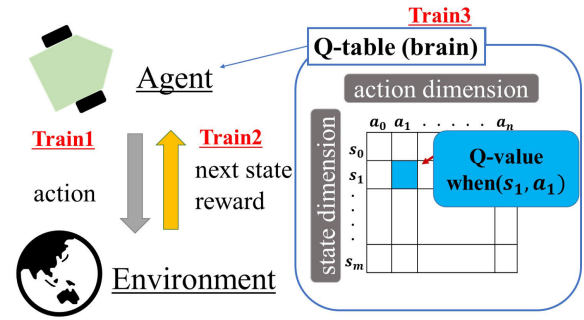 Train3
Q-table (brain)
Agent
action dimension
Train1
Train2
a₀ a₁ . . . . . aₙ
state dimension
s₀
s₁
.
.
.
sₘ
Q-value
when(s₁, a₁)
action
next state
reward
Environment